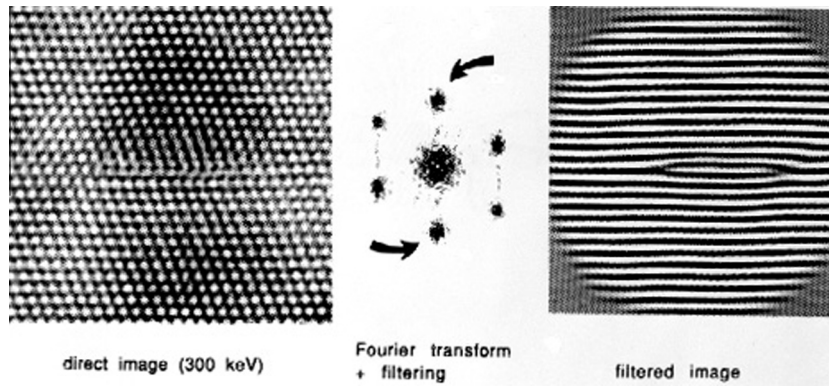 direct image (300 keV)
Fourier transform
+ filtering
filtered image